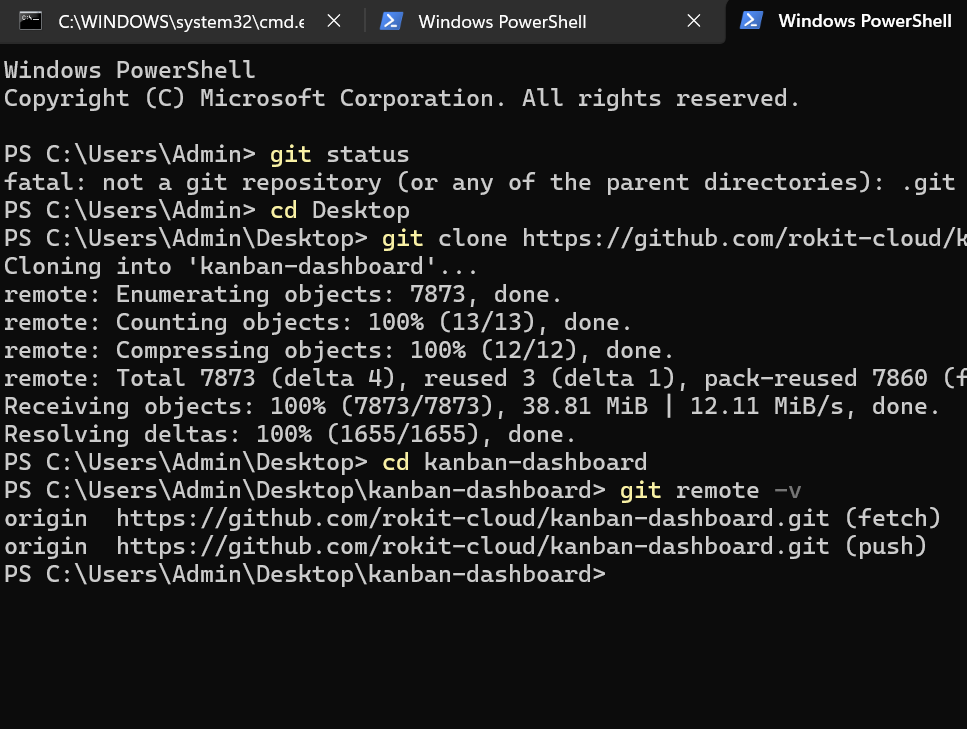 C:\WINDOWS\system32\cmd.e
Windows PowerShell
Windows PowerShell
Windows PowerShell
Copyright (C) Microsoft Corporation. All rights reserved.
PS C:\Users\Admin> git status
fatal: not a git repository (or any of the parent directories): .git
PS C:\Users\Admin> cd Desktop
PS C:\Users\Admin\Desktop> git clone https://github.com/rokit-cloud/k
Cloning into 'kanban-dashboard'...
remote: Enumerating objects: 7873, done.
remote: Counting objects: 100% (13/13), done.
remote: Compressing objects: 100% (12/12), done.
remote: Total 7873 (delta 4), reused 3 (delta 1), pack-reused 7860 (f
Receiving objects: 100% (7873/7873), 38.81 MiB | 12.11 MiB/s, done.
Resolving deltas: 100% (1655/1655), done.
PS C:\Users\Admin\Desktop> cd kanban-dashboard
PS C:\Users\Admin\Desktop\kanban-dashboard> git remote -v
origin  https://github.com/rokit-cloud/kanban-dashboard.git (fetch)
origin  https://github.com/rokit-cloud/kanban-dashboard.git (push)
PS C:\Users\Admin\Desktop\kanban-dashboard>